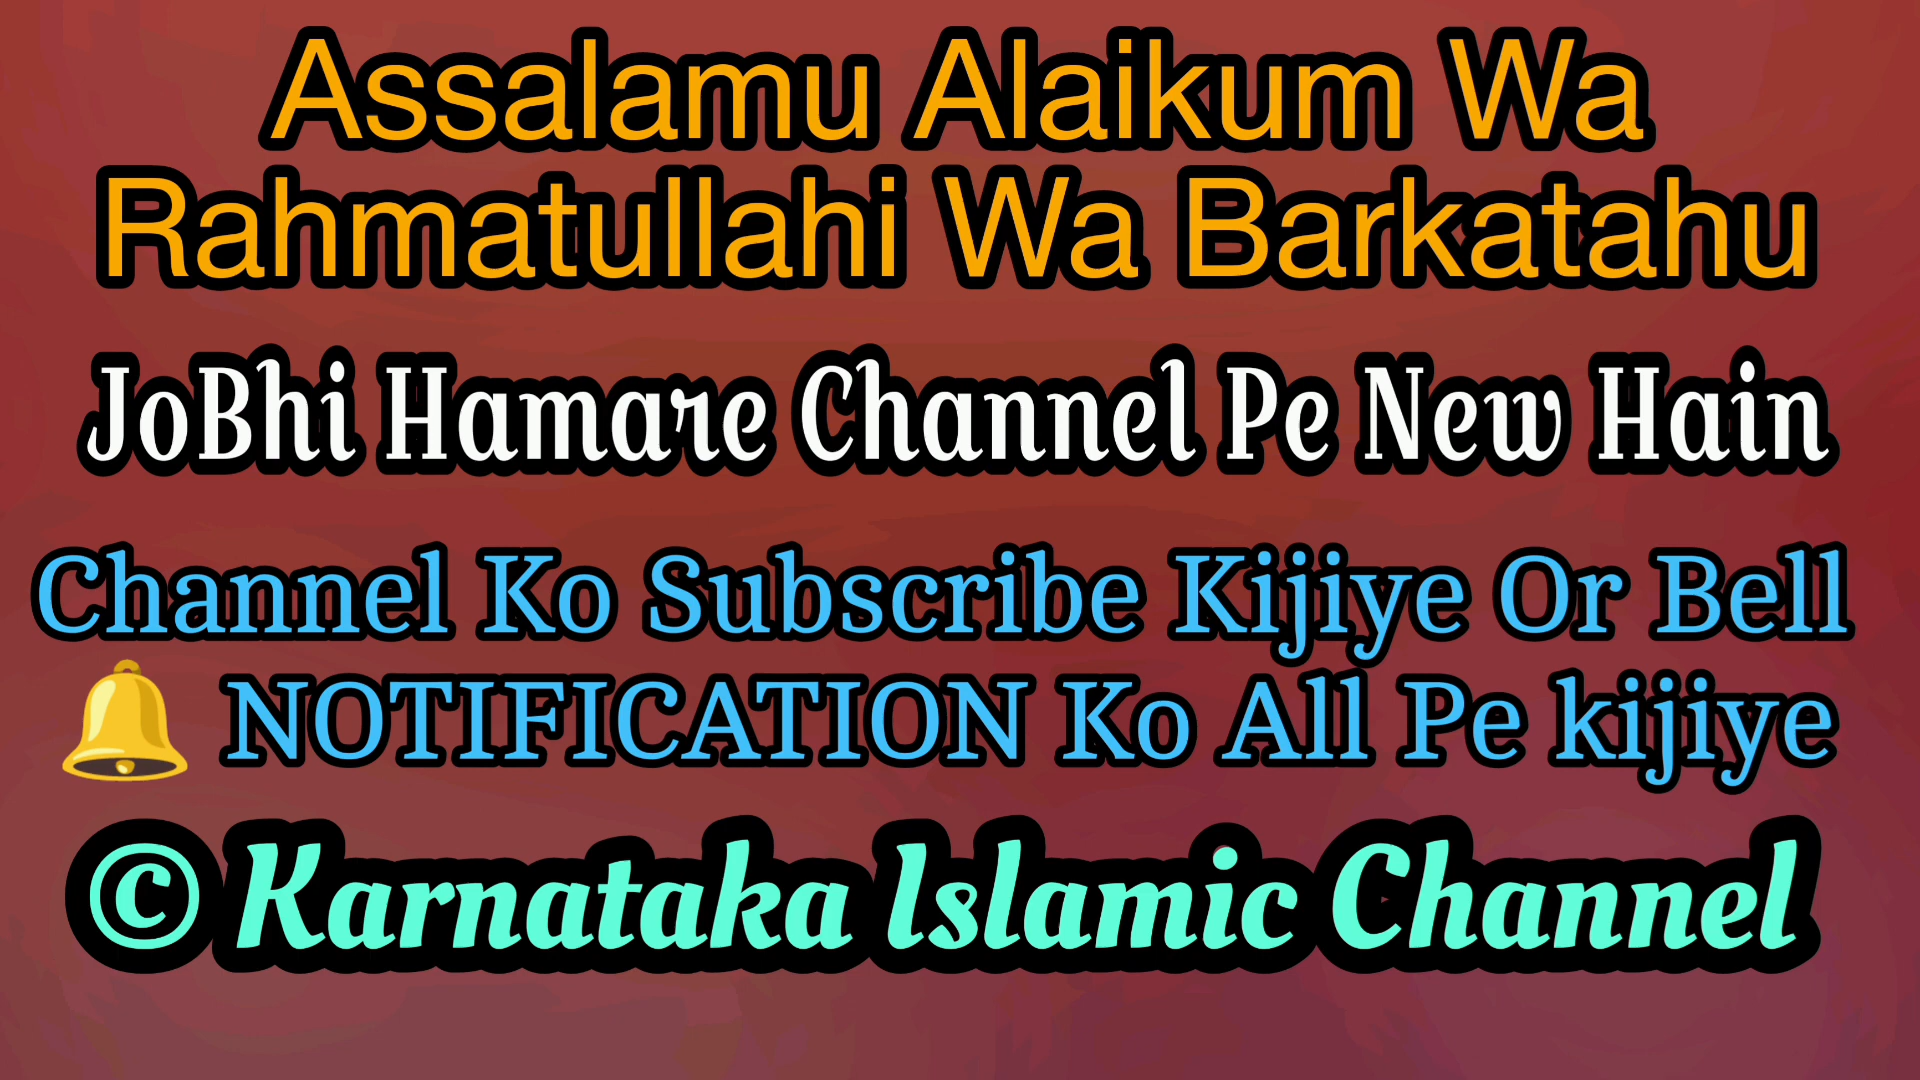 Assalamu Alaikum Wa
Rahmatullahi Wa Barkatahu
JoBhi Hamare Channel Pe New Hain
Channel Ko Subscribe Kijiye Or Bell
🔔 NOTIFICATION Ko All Pe kijiye
© Karnataka Islamic Channel